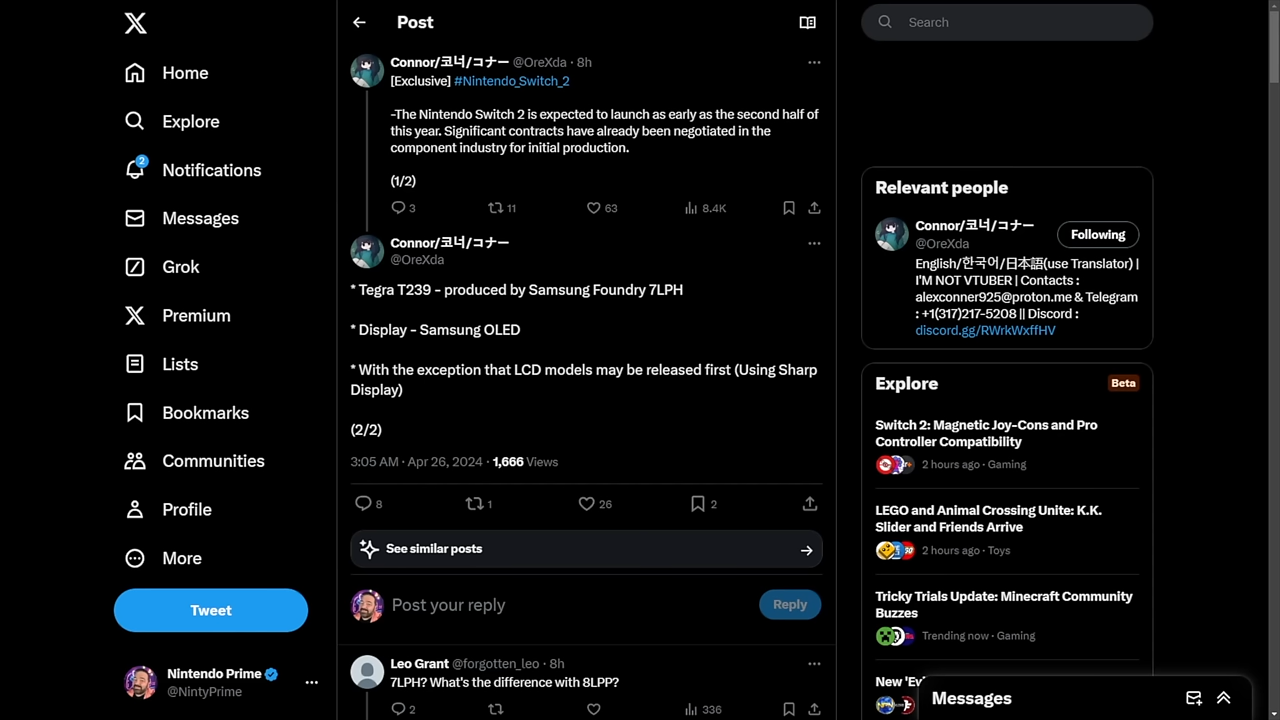 Home
Explore
2
Notifications
Messages
Grok
Premium
Lists
Bookmarks
Communities
Profile
More
Tweet
Nintendo Prime
@NintyPrime
Post
Connor/코너/コナー @OreXda · 8h
[Exclusive] #Nintendo_Switch_2
-The Nintendo Switch 2 is expected to launch as early as the second half of
this year. Significant contracts have already been negotiated in the
component industry for initial production.
(1/2)
3 11 63 8.4K
Connor/코너/コナー
@OreXda
* Tegra T239 - produced by Samsung Foundry 7LPH
* Display - Samsung OLED
* With the exception that LCD models may be released first (Using Sharp
Display)
(2/2)
3:05 AM · Apr 26, 2024 · 1,666 Views
8 1 26 2
See similar posts
Post your reply
Reply
Leo Grant @forgotten_leo · 8h
7LPH? What's the difference with 8LPP?
2 336
Search
Relevant people
Connor/코너/コナー
@OreXda
Following
English/한국어/日本語(use Translator) |
I'M NOT VTUBER | Contacts :
alexconner925@proton.me & Telegram
: +1(317)217-5208 || Discord :
discord.gg/RWrkWxffHV
Explore
Beta
Switch 2: Magnetic Joy-Cons and Pro
Controller Compatibility
2 hours ago · Gaming
LEGO and Animal Crossing Unite: K.K.
Slider and Friends Arrive
2 hours ago · Toys
Tricky Trials Update: Minecraft Community
Buzzes
Trending now · Gaming
Messages